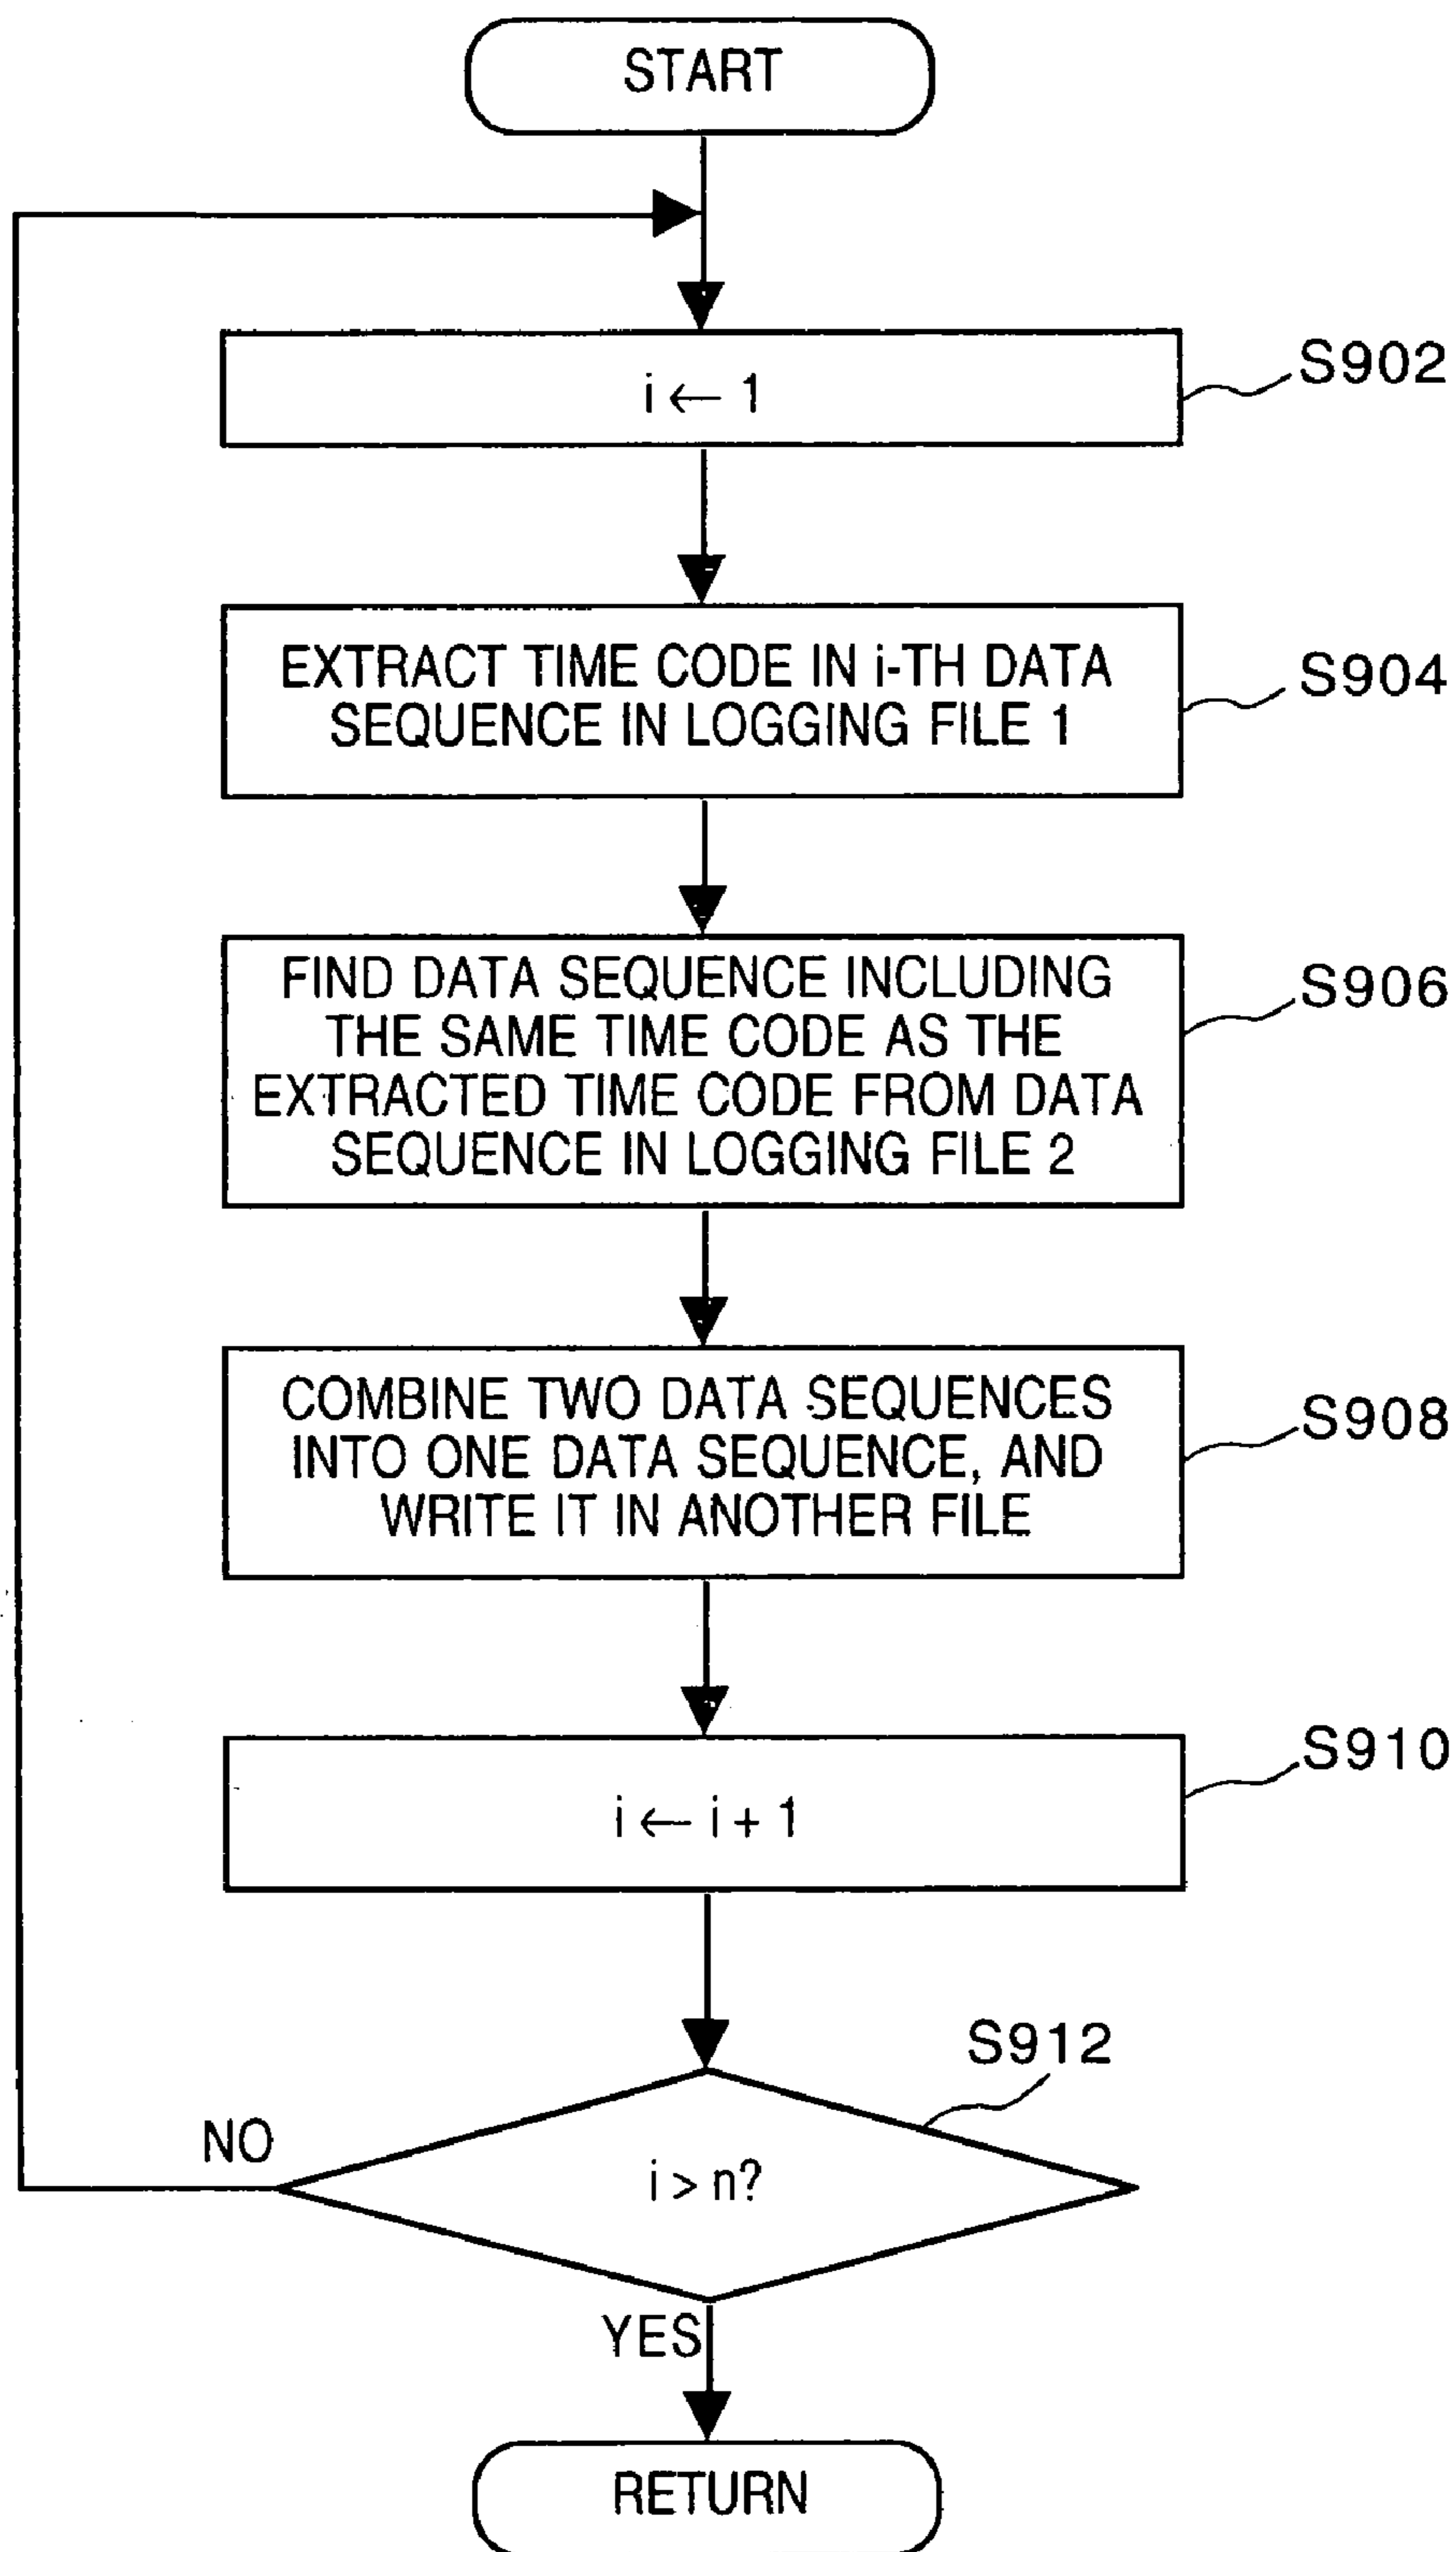 START
i ← 1
S902
EXTRACT TIME CODE IN i-TH DATA
SEQUENCE IN LOGGING FILE 1
S904
FIND DATA SEQUENCE INCLUDING
THE SAME TIME CODE AS THE
EXTRACTED TIME CODE FROM DATA
SEQUENCE IN LOGGING FILE 2
S906
COMBINE TWO DATA SEQUENCES
INTO ONE DATA SEQUENCE, AND
WRITE IT IN ANOTHER FILE
S908
i ← i + 1
S910
S912
NO
i > n?
YES
RETURN